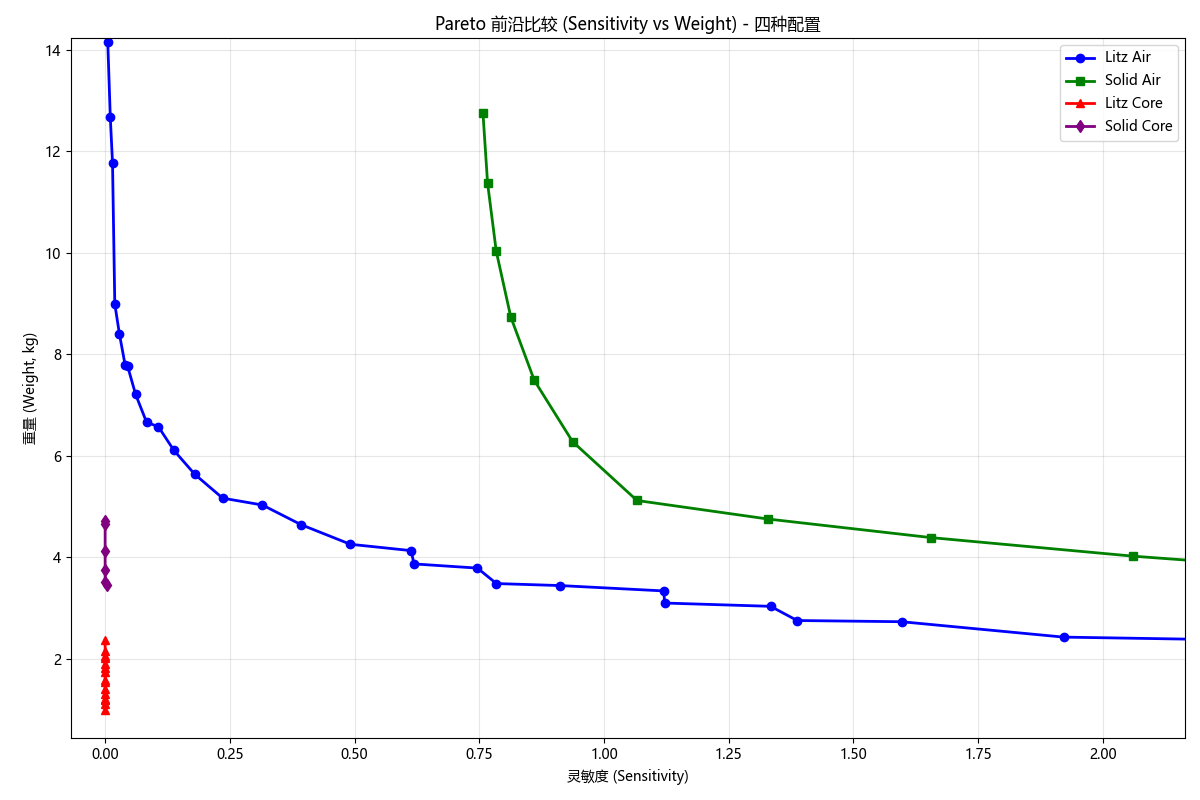 Pareto 前沿比较 (Sensitivity vs Weight) - 四种配置
Litz Air
Solid Air
Litz Core
Solid Core
重量 (Weight, kg)
14
12
10
8
6
4
2
0.00 0.25 0.50 0.75 1.00 1.25 1.50 1.75 2.00
灵敏度 (Sensitivity)